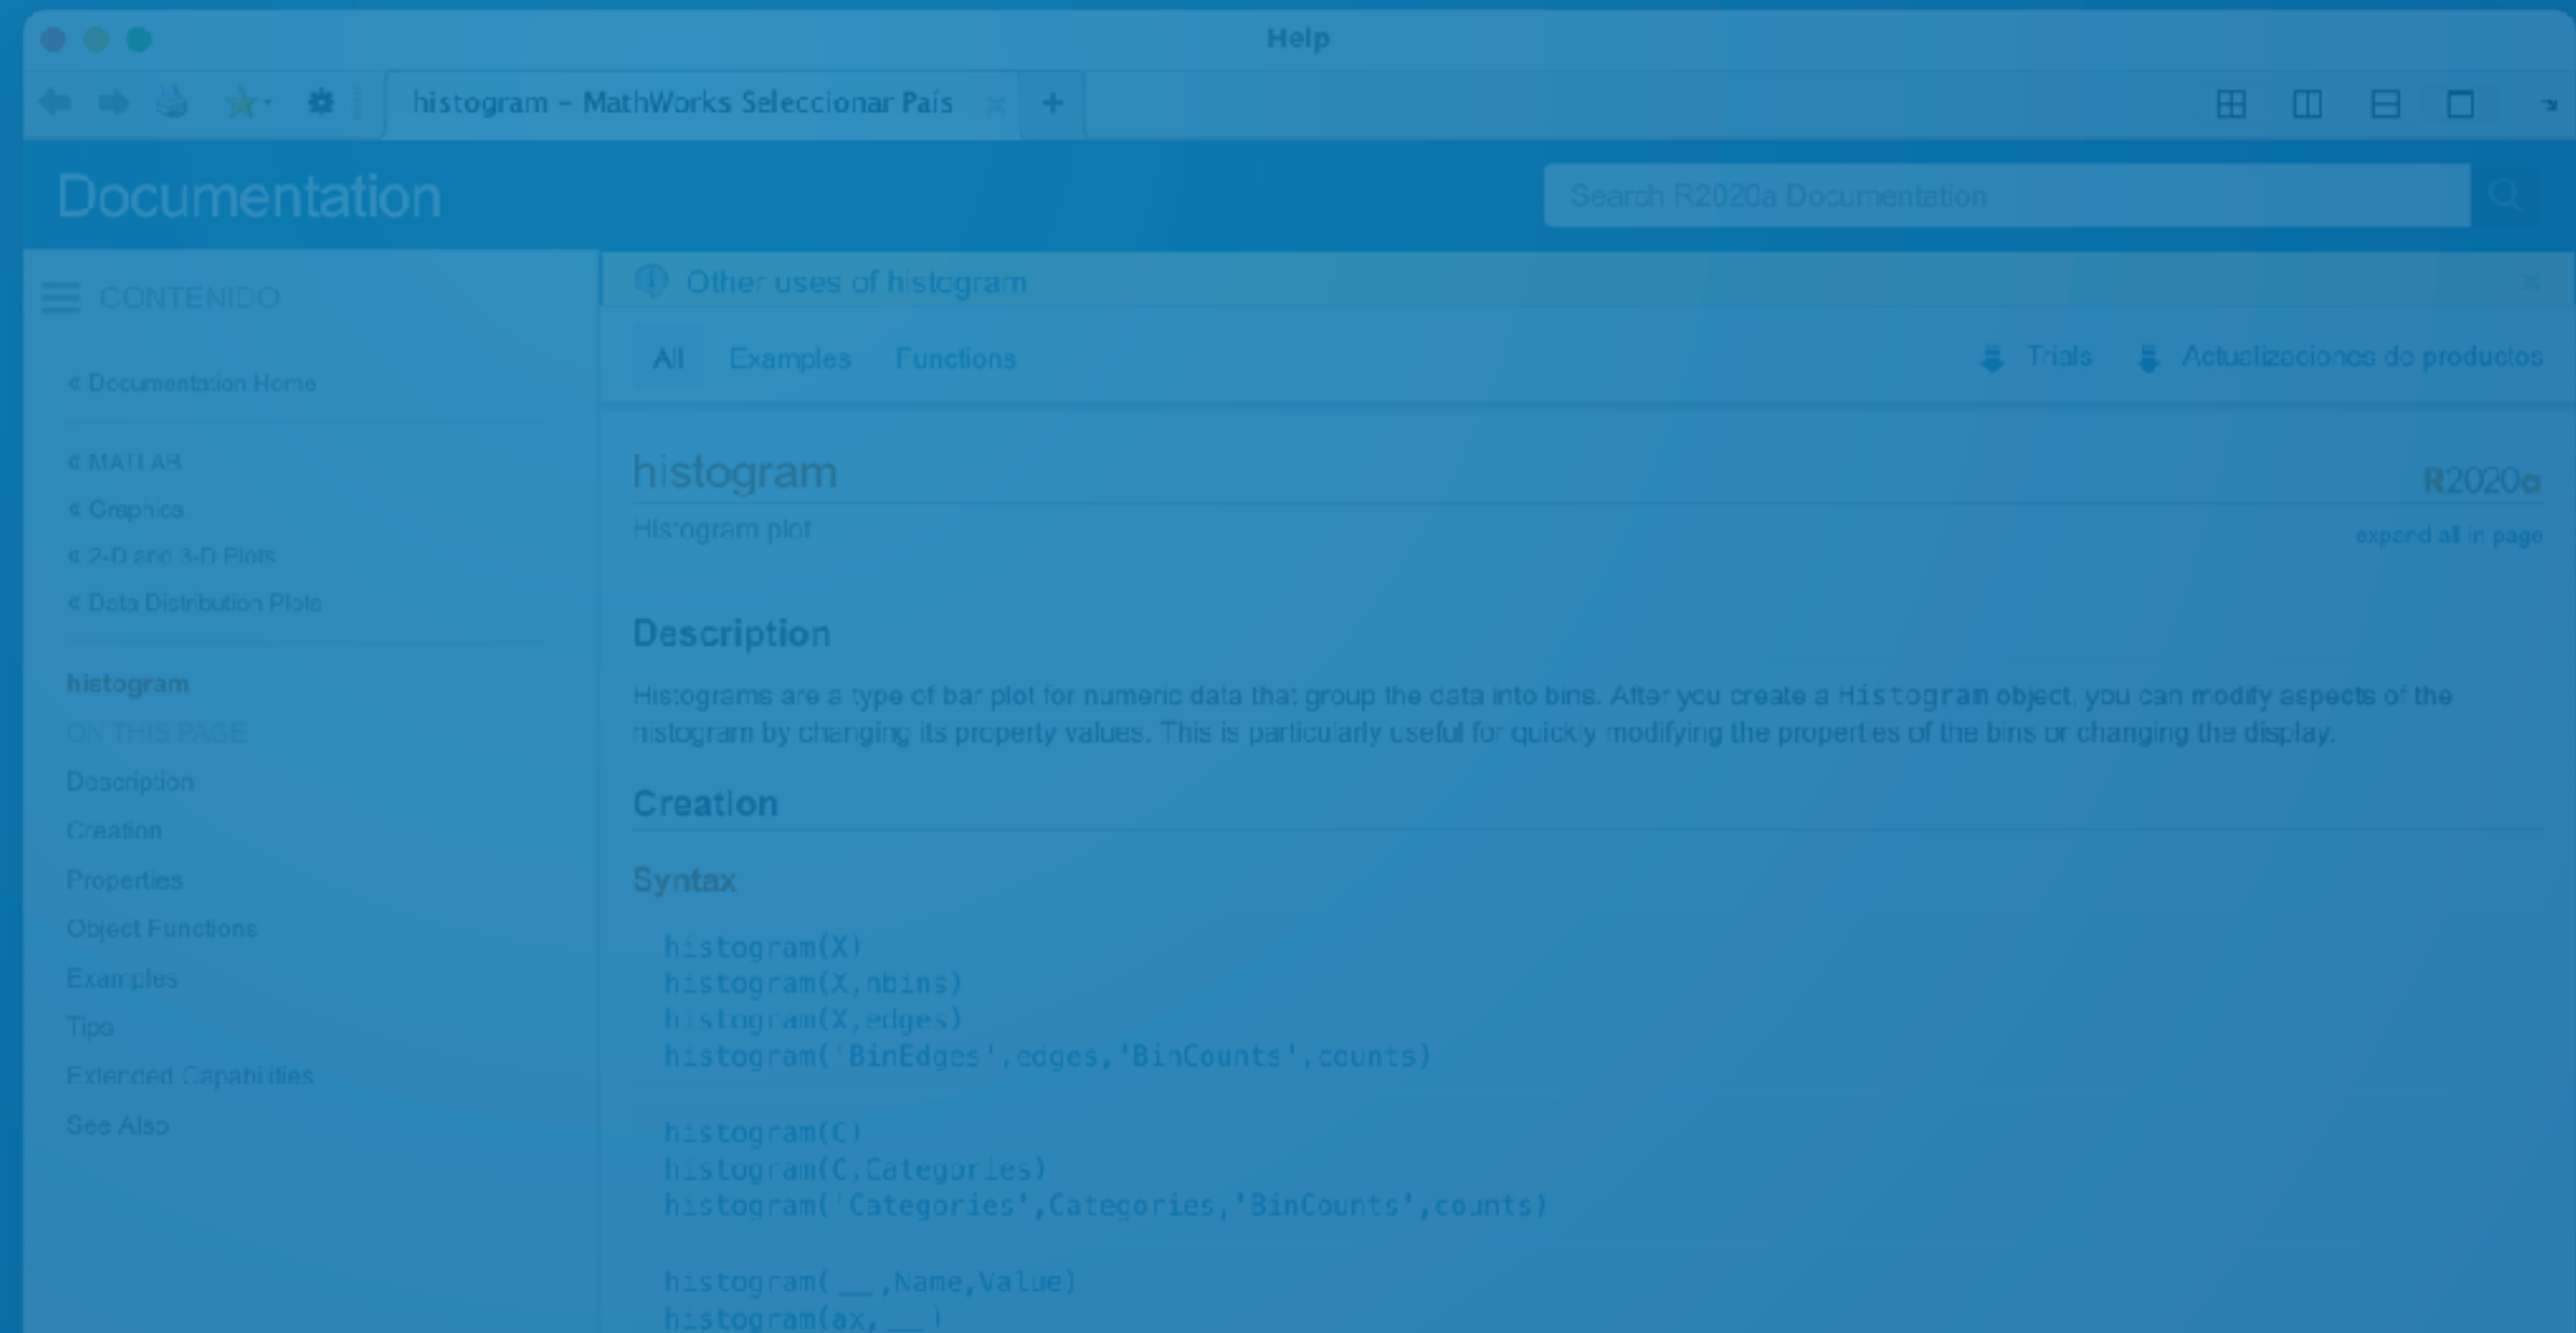 Help
histogram – MathWorks Seleccionar País
Documentation
Search R2020a Documentation
CONTENIDO
« Documentation Home
« MATLAB
« Graphics
« 2-D and 3-D Plots
« Data Distribution Plots
histogram
ON THIS PAGE
Description
Creation
Properties
Object Functions
Examples
Tips
Extended Capabilities
See Also
Other uses of histogram
All Examples Functions
Trials Actualizaciones de productos
histogram
R2020a
Histogram plot
expand all in page
Description
Histograms are a type of bar plot for numeric data that group the data into bins. After you create a Histogram object, you can modify aspects of the
histogram by changing its property values. This is particularly useful for quickly modifying the properties of the bins or changing the display.
Creation
Syntax
histogram(X)
histogram(X,nbins)
histogram(X,edges)
histogram('BinEdges',edges,'BinCounts',counts)
histogram(C)
histogram(C,Categories)
histogram('Categories',Categories,'BinCounts',counts)
histogram(__,Name,Value)
histogram(ax,__)